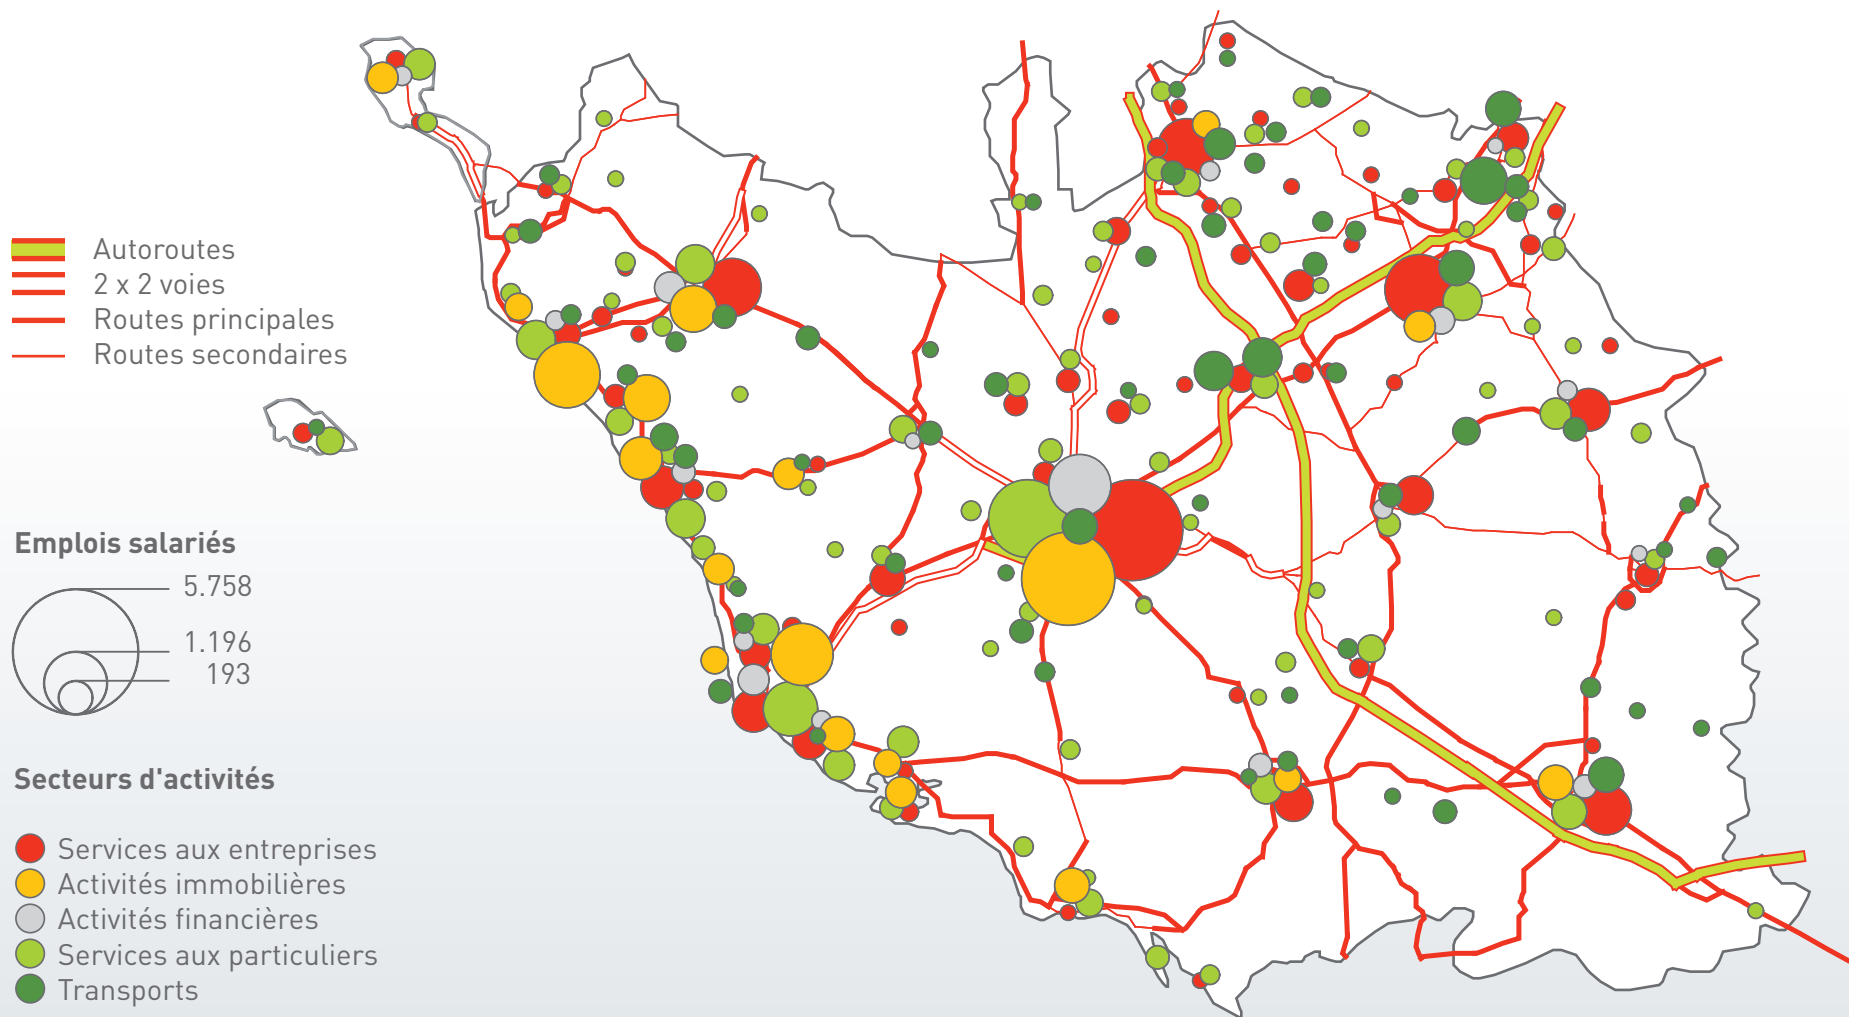 Autoroutes
2 x 2 voies
Routes principales
Routes secondaires
Emplois salariés
5.758
1.196
193
Secteurs d'activités
Services aux entreprises
Activités immobilières
Activités financières
Services aux particuliers
Transports